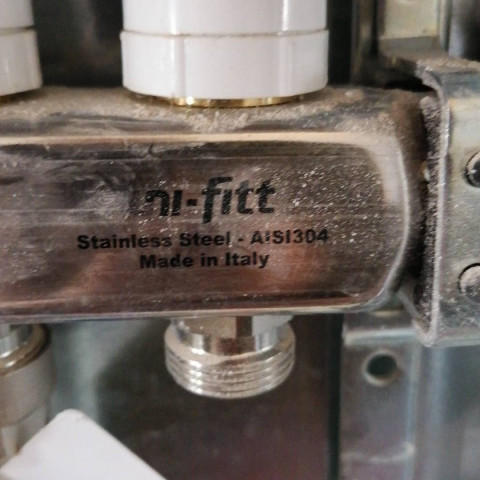 ni-fitt
Stainless Steel - AISI304
Made in Italy